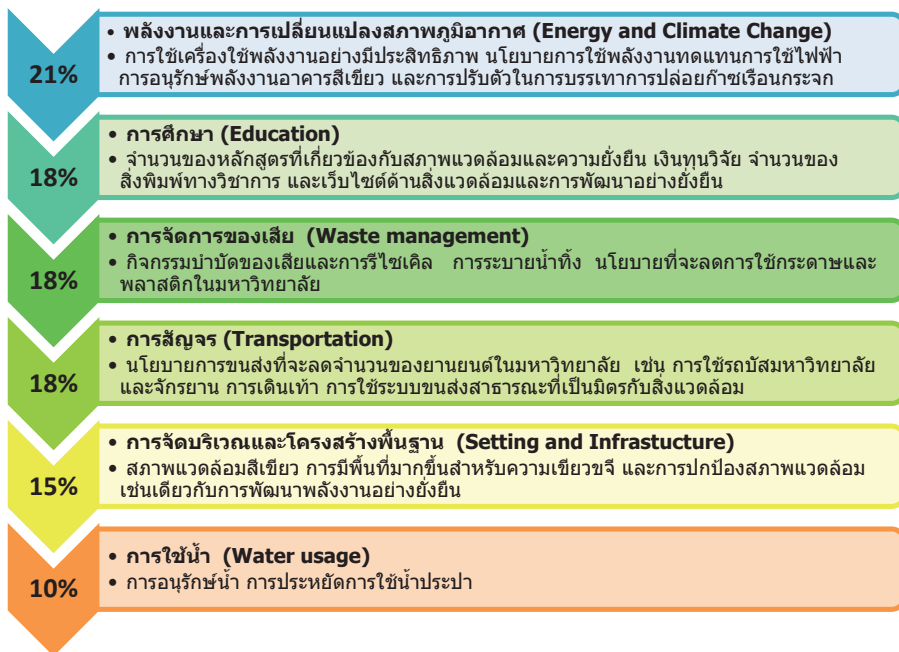 • พลังงานและการเปลี่ยนแปลงสภาพภูมิอากาศ (Energy and Climate Change)
21%
• การใช้เครื่องใช้พลังงานอย่างมีประสิทธิภาพ นโยบายการใช้พลังงานทดแทนการใช้ไฟฟ้า
การอนุรักษ์พลังงานอาคารสีเขียว และการปรับตัวในการบรรเทาการปล่อยก๊าซเรือนกระจก
• การศึกษา (Education)
18%
• จำนวนของหลักสูตรที่เกี่ยวข้องกับสภาพแวดล้อมและความยั่งยืน เงินทุนวิจัย จำนวนของ
สิ่งพิมพ์ทางวิชาการ และเว็บไซต์ด้านสิ่งแวดล้อมและการพัฒนาอย่างยั่งยืน
• การจัดการของเสีย (Waste management)
18%
• กิจกรรมบำบัดของเสียและการรีไซเคิล การระบายน้ำทิ้ง นโยบายที่จะลดการใช้กระดาษและ
พลาสติกในมหาวิทยาลัย
• การสัญจร (Transportation)
18%
• นโยบายการขนส่งที่จะลดจำนวนของยานยนต์ในมหาวิทยาลัย เช่น การใช้รถบัสมหาวิทยาลัย
และจักรยาน การเดินเท้า การใช้ระบบขนส่งสาธารณะที่เป็นมิตรกับสิ่งแวดล้อม
• การจัดบริเวณและโครงสร้างพื้นฐาน (Setting and Infrastucture)
15%
• สภาพแวดล้อมสีเขียว การมีพื้นที่มากขึ้นสำหรับความเขียวขจี และการปกป้องสภาพแวดล้อม
เช่นเดียวกับการพัฒนาพลังงานอย่างยั่งยืน
• การใช้น้ำ (Water usage)
10%
• การอนุรักษ์น้ำ การประหยัดการใช้น้ำประปา